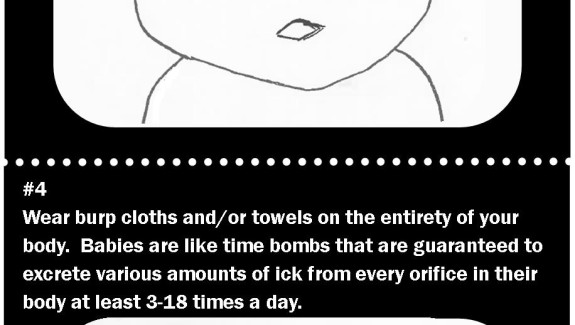 #4
Wear burp cloths and/or towels on the entirety of your
body.  Babies are like time bombs that are guaranteed to
excrete various amounts of ick from every orifice in their
body at least 3-18 times a day.